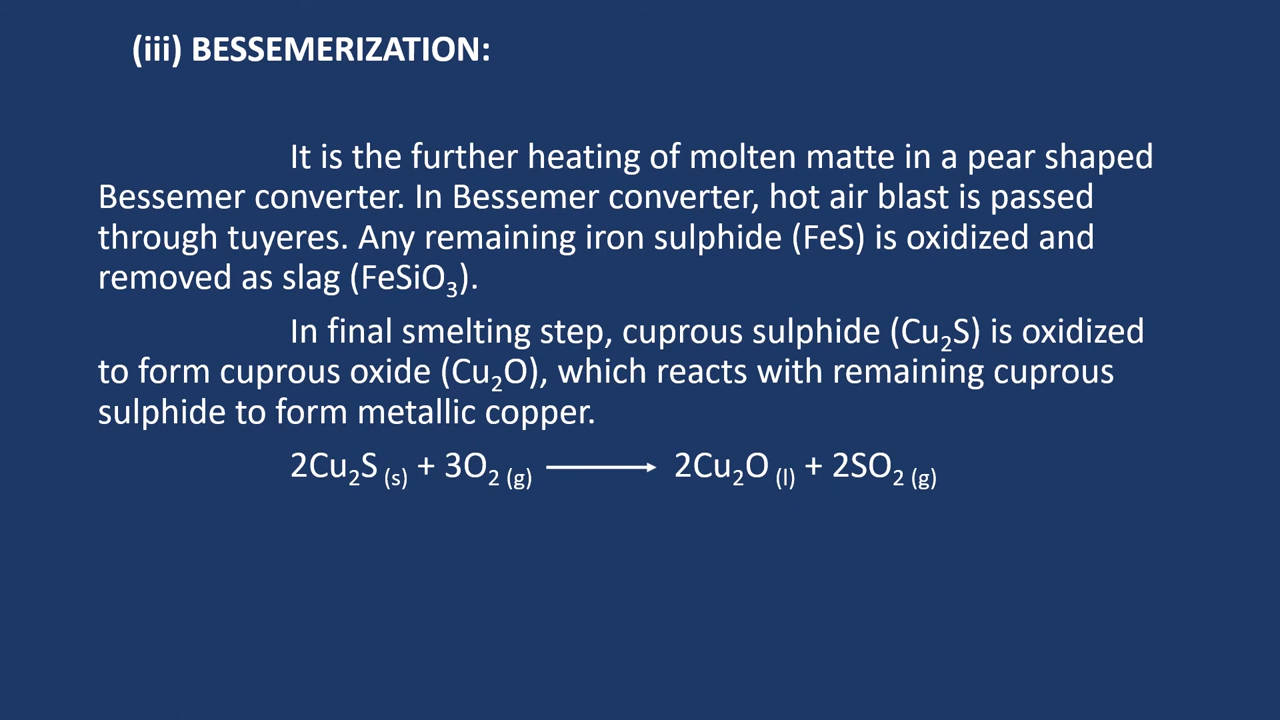 (iii) BESSEMERIZATION:
It is the further heating of molten matte in a pear shaped
Bessemer converter. In Bessemer converter, hot air blast is passed
through tuyeres. Any remaining iron sulphide (FeS) is oxidized and
removed as slag (FeSiO₃).
In final smelting step, cuprous sulphide (Cu₂S) is oxidized
to form cuprous oxide (Cu₂O), which reacts with remaining cuprous
sulphide to form metallic copper.
2Cu₂S (s) + 3O₂ (g) ⟶ 2Cu₂O (l) + 2SO₂ (g)